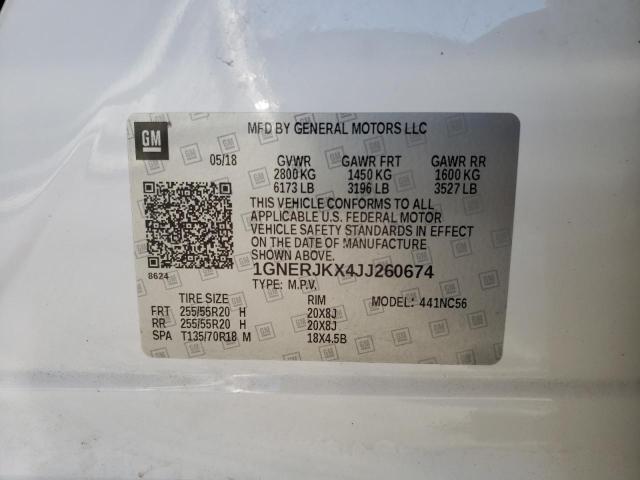 GM
MFD BY GENERAL MOTORS LLC
05/18 GVWR GAWR FRT GAWR RR
2800 KG 1450 KG 1600 KG
6173 LB 3196 LB 3527 LB
THIS VEHICLE CONFORMS TO ALL
APPLICABLE U.S. FEDERAL MOTOR
VEHICLE SAFETY STANDARDS IN EFFECT
ON THE DATE OF MANUFACTURE
SHOWN ABOVE.
8624
1GNERJKX4JJ260674
TYPE: M.P.V. MODEL: 441NC56
TIRE SIZE RIM
FRT 255/55R20 H 20X8J
RR 255/55R20 H 20X8J
SPA T135/70R18 M 18X4.5B